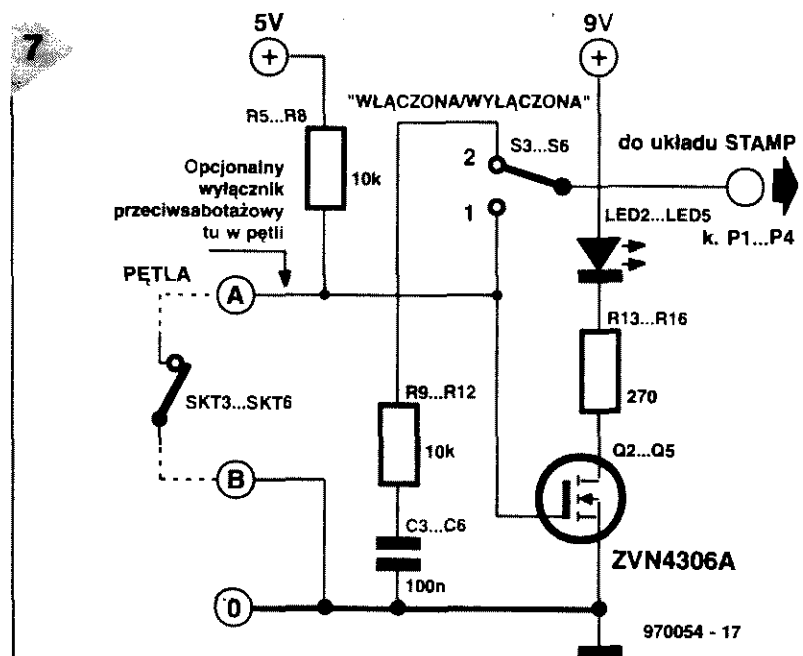 7
5V
9V
"WŁĄCZONA/WYŁĄCZONA"
R5...R8
10k
S3...S6
2
1
do układu STAMP
k. P1...P4
Opcjonalny
wyłącznik
przeciwsabotażowy
tu w pętli
LED2...LED5
PĘTLA
A
R13...R16
270
SKT3...SKT6
R9...R12
10k
B
Q2...Q5
C3...C6
100n
ZVN4306A
0
970054 - 17